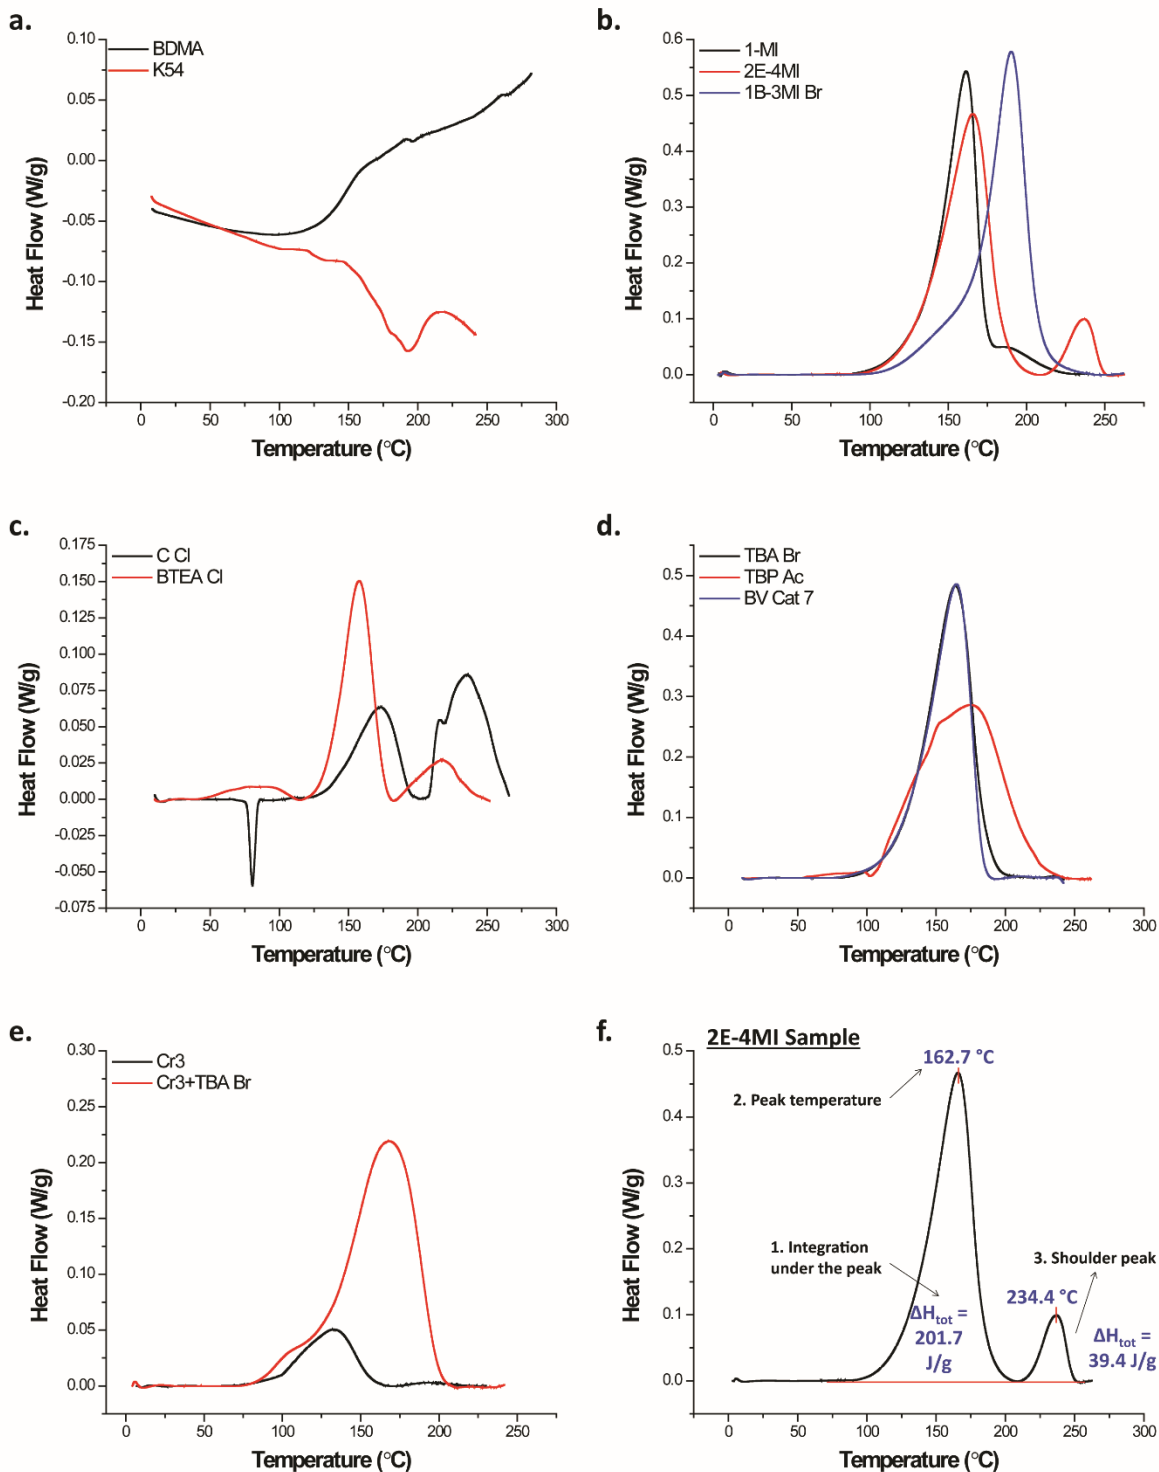 a.
BDMA
K54
0.10
0.05
0.00
-0.05
-0.10
-0.15
-0.20
Heat Flow (W/g)
0 50 100 150 200 250 300
Temperature (°C)
b.
1-MI
2E-4MI
1B-3MI Br
0.6
0.5
0.4
0.3
0.2
0.1
0.0
Heat Flow (W/g)
0 50 100 150 200 250
Temperature (°C)
c.
C Cl
BTEA Cl
0.175
0.150
0.125
0.100
0.075
0.050
0.025
0.000
-0.025
-0.050
-0.075
Heat Flow (W/g)
0 50 100 150 200 250 300
Temperature (°C)
d.
TBA Br
TBP Ac
BV Cat 7
0.5
0.4
0.3
0.2
0.1
0.0
Heat Flow (W/g)
0 50 100 150 200 250 300
Temperature (°C)
e.
Cr3
Cr3+TBA Br
0.30
0.25
0.20
0.15
0.10
0.05
0.00
Heat Flow (W/g)
0 50 100 150 200 250
Temperature (°C)
f.
2E-4MI Sample
162.7 °C
2. Peak temperature
1. Integration
under the peak
3. Shoulder peak
234.4 °C
ΔHtot =
201.7
J/g
ΔHtot =
39.4 J/g
0.5
0.4
0.3
0.2
0.1
0.0
Heat Flow (W/g)
0 50 100 150 200 250 300
Temperature (°C)